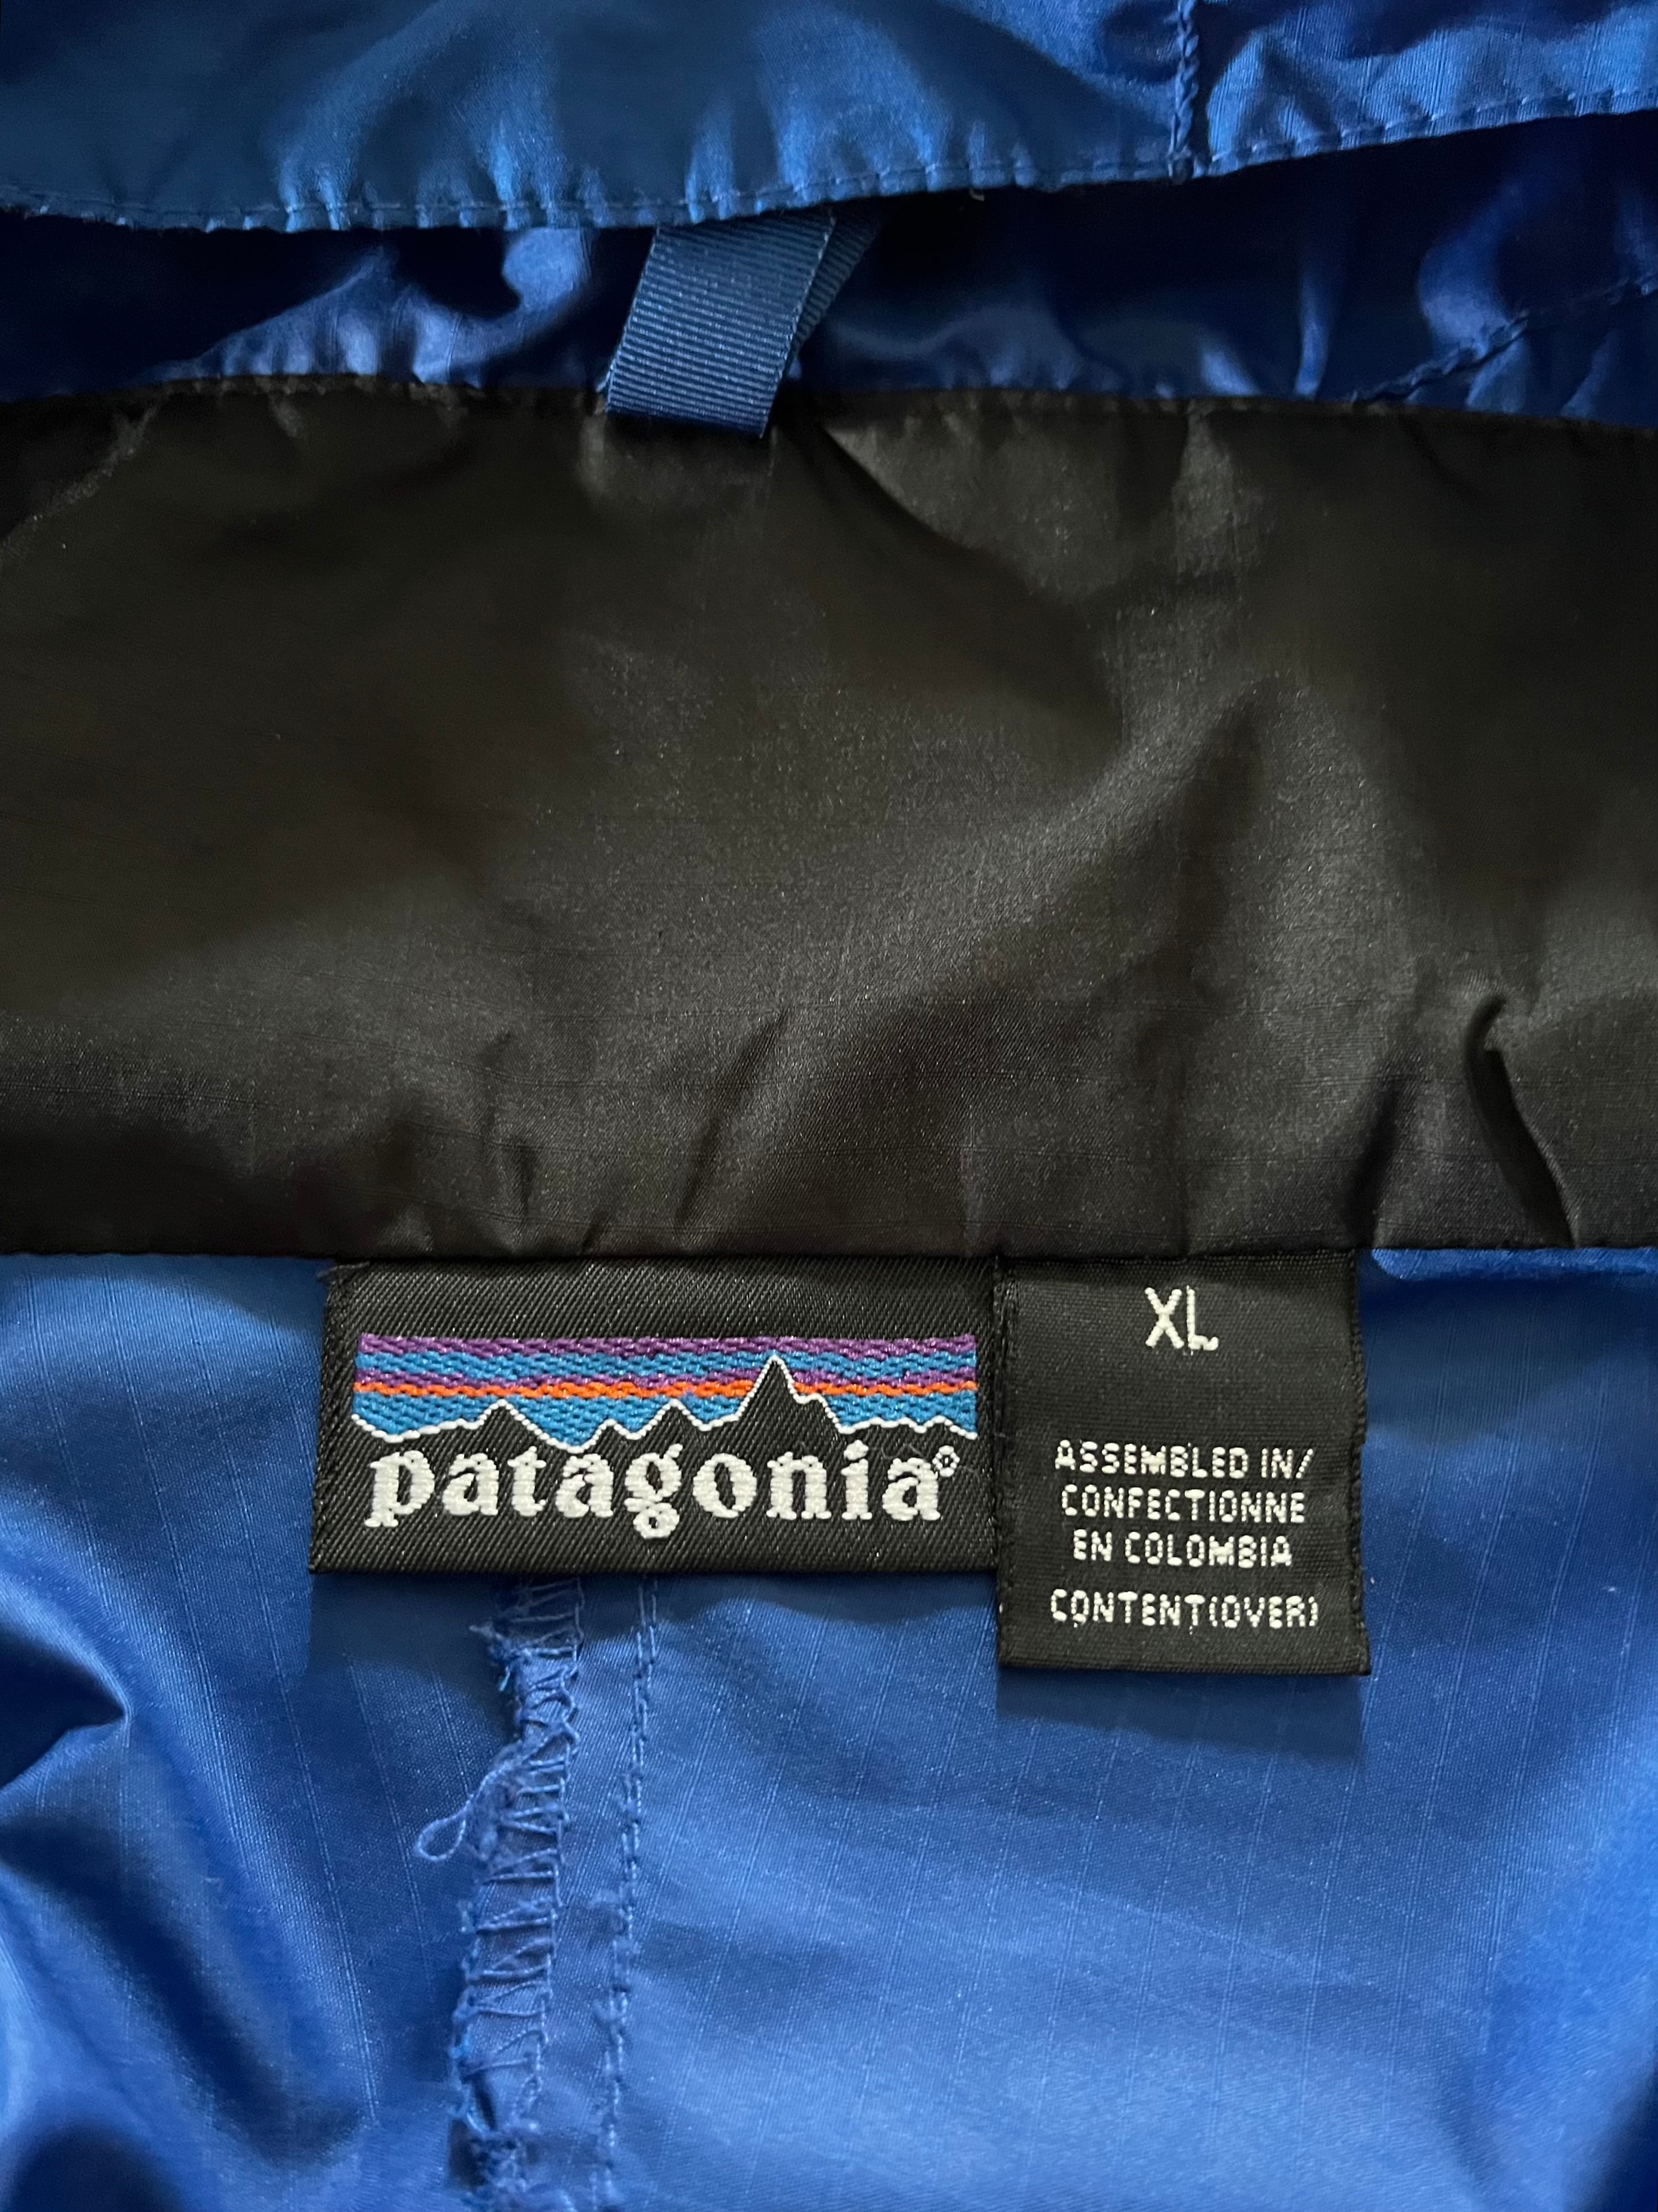 patagonia®
XL
ASSEMBLED IN/
CONFECTIONNE
EN COLOMBIA
CONTENT(OVER)